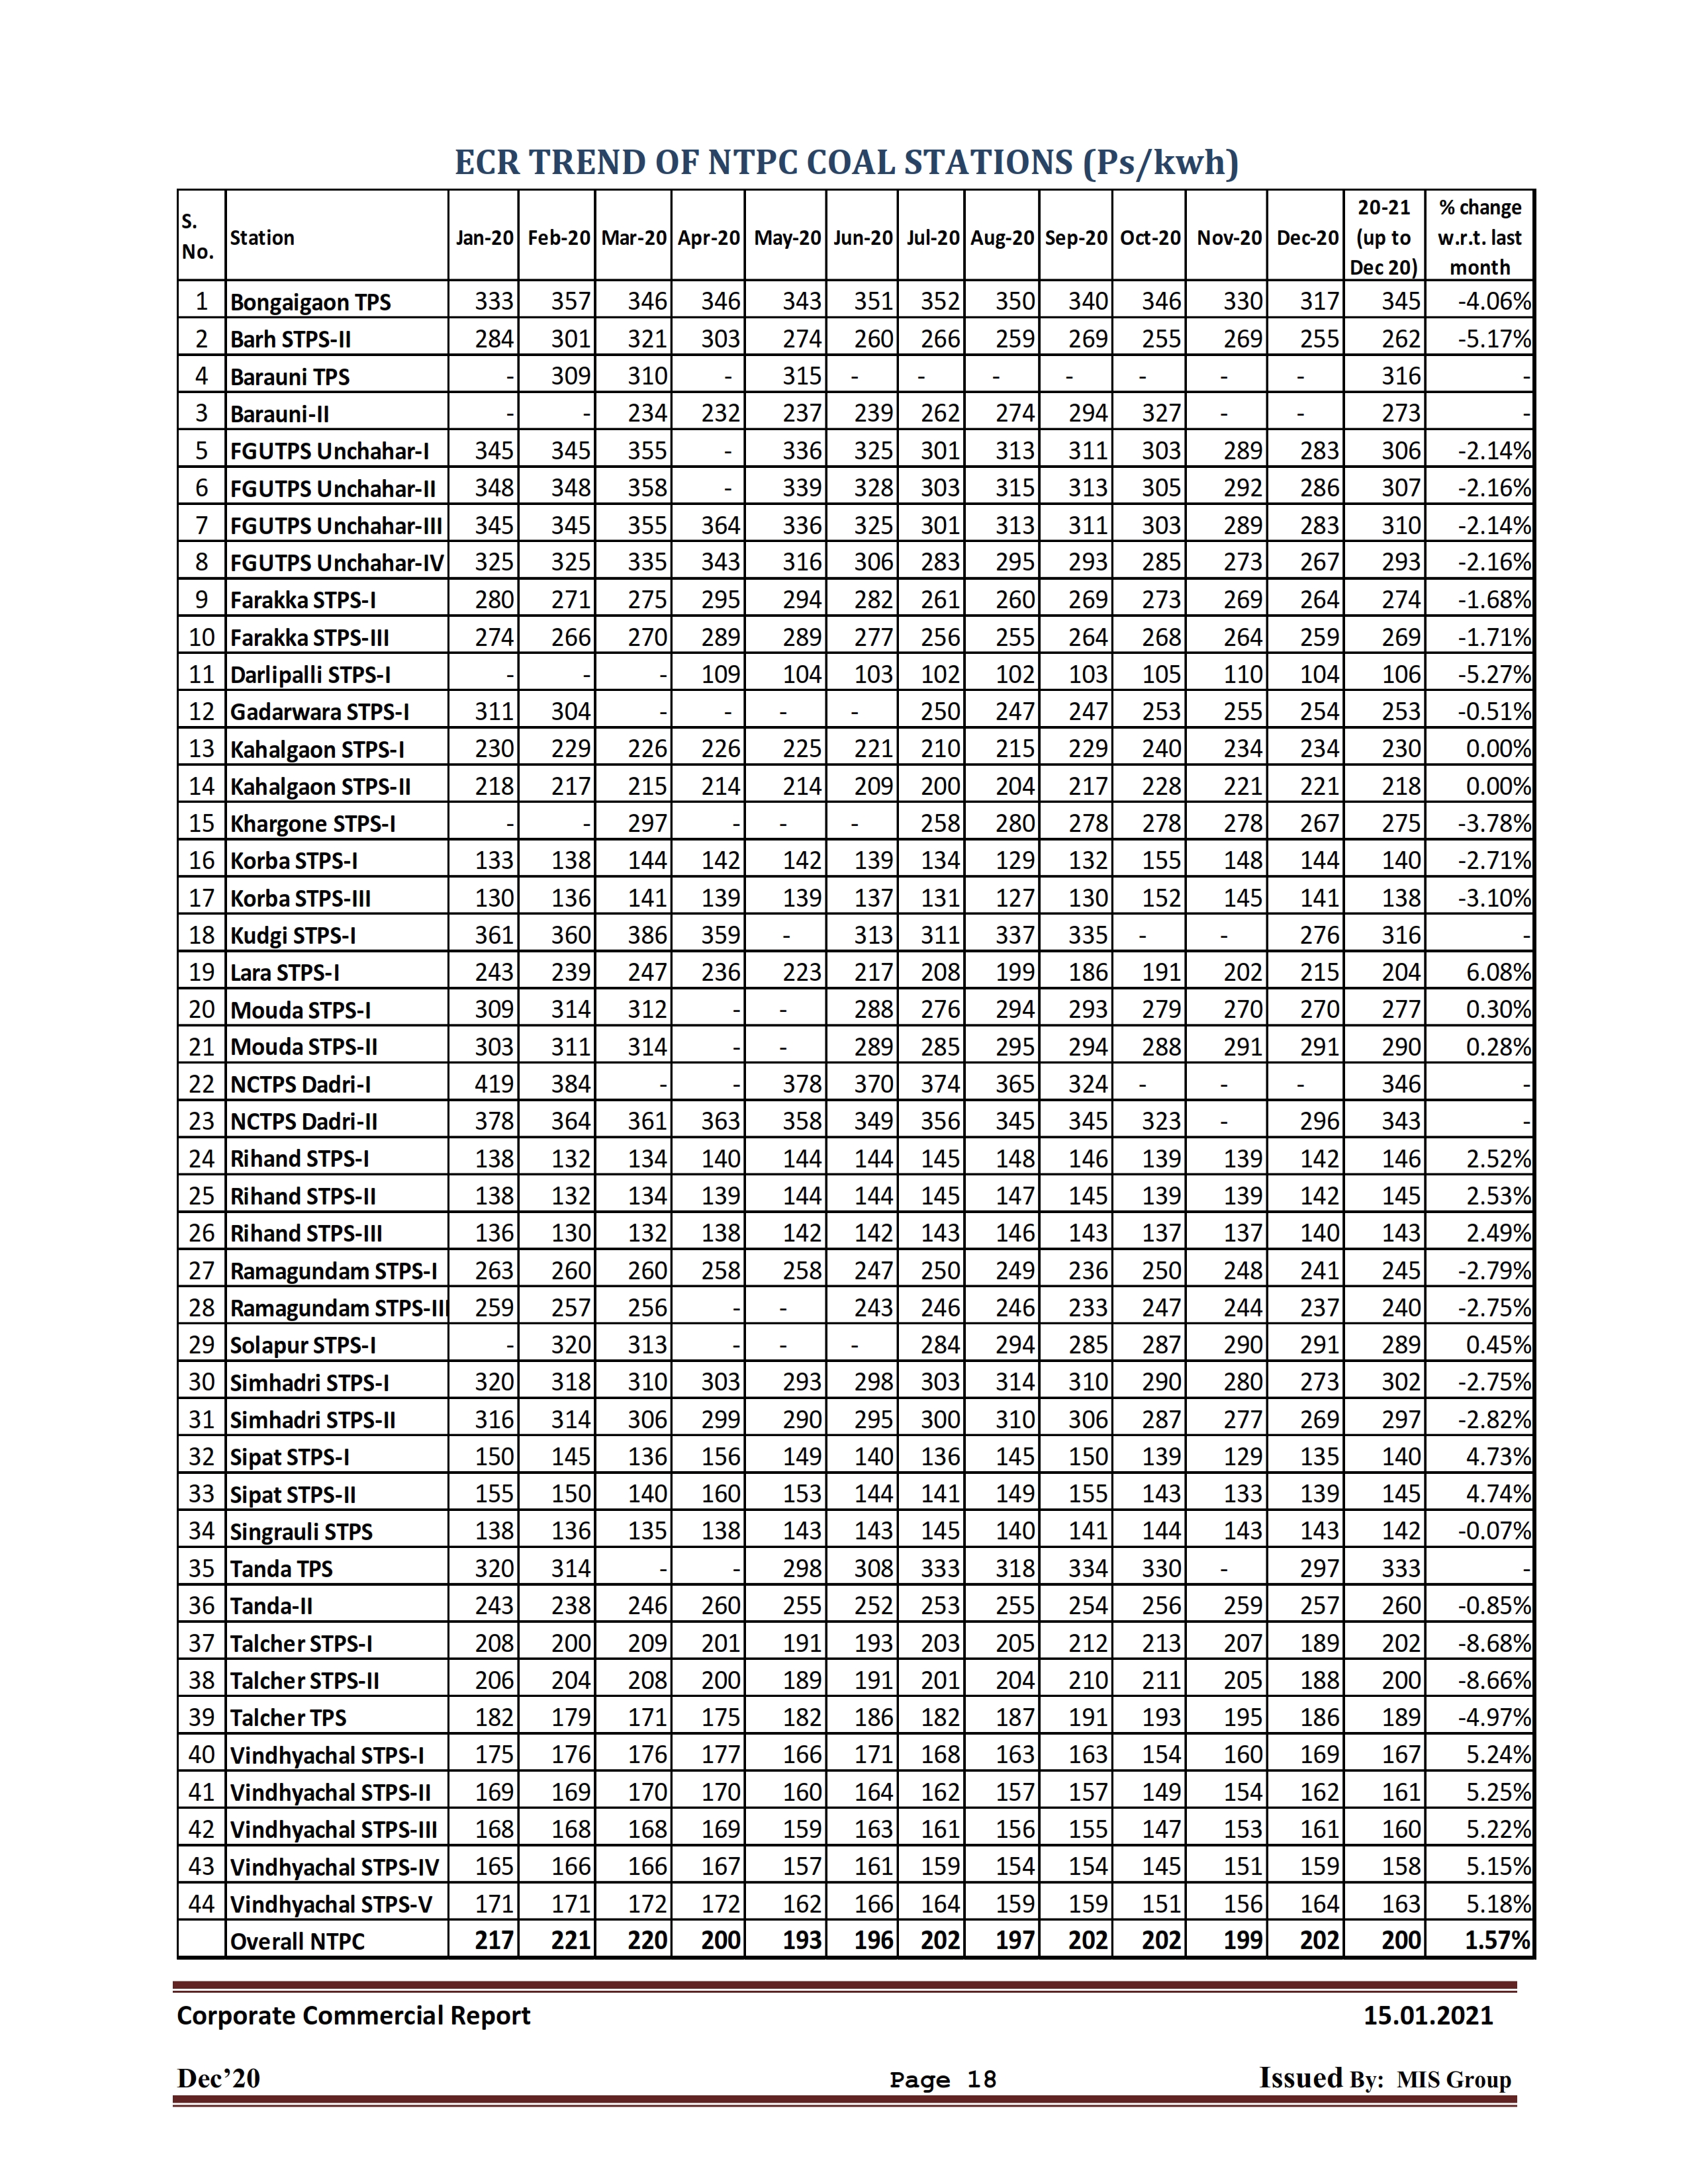 ECR TREND OF NTPC COAL STATIONS (Ps/kwh)
S. No. Station Jan-20 Feb-20 Mar-20 Apr-20 May-20 Jun-20 Jul-20 Aug-20 Sep-20 Oct-20 Nov-20 Dec-20 20-21 (up to Dec 20) % change w.r.t. last month
1 Bongaigaon TPS 333 357 346 346 343 351 352 350 340 346 330 317 345 -4.06%
2 Barh STPS-II 284 301 321 303 274 260 266 259 269 255 269 255 262 -5.17%
4 Barauni TPS - 309 310 - 315 - - - - - - - 316 -
3 Barauni-II - - 234 232 237 239 262 274 294 327 - - 273 -
5 FGUTPS Unchahar-I 345 345 355 - 336 325 301 313 311 303 289 283 306 -2.14%
6 FGUTPS Unchahar-II 348 348 358 - 339 328 303 315 313 305 292 286 307 -2.16%
7 FGUTPS Unchahar-III 345 345 355 364 336 325 301 313 311 303 289 283 310 -2.14%
8 FGUTPS Unchahar-IV 325 325 335 343 316 306 283 295 293 285 273 267 293 -2.16%
9 Farakka STPS-I 280 271 275 295 294 282 261 260 269 273 269 264 274 -1.68%
10 Farakka STPS-III 274 266 270 289 289 277 256 255 264 268 264 259 269 -1.71%
11 Darlipalli STPS-I - - - 109 104 103 102 102 103 105 110 104 106 -5.27%
12 Gadarwara STPS-I 311 304 - - - - 250 247 247 253 255 254 253 -0.51%
13 Kahalgaon STPS-I 230 229 226 226 225 221 210 215 229 240 234 234 230 0.00%
14 Kahalgaon STPS-II 218 217 215 214 214 209 200 204 217 228 221 221 218 0.00%
15 Khargone STPS-I - - 297 - - - 258 280 278 278 278 267 275 -3.78%
16 Korba STPS-I 133 138 144 142 142 139 134 129 132 155 148 144 140 -2.71%
17 Korba STPS-III 130 136 141 139 139 137 131 127 130 152 145 141 138 -3.10%
18 Kudgi STPS-I 361 360 386 359 - 313 311 337 335 - - 276 316 -
19 Lara STPS-I 243 239 247 236 223 217 208 199 186 191 202 215 204 6.08%
20 Mouda STPS-I 309 314 312 - - 288 276 294 293 279 270 270 277 0.30%
21 Mouda STPS-II 303 311 314 - - 289 285 295 294 288 291 291 290 0.28%
22 NCTPS Dadri-I 419 384 - - 378 370 374 365 324 - - - 346 -
23 NCTPS Dadri-II 378 364 361 363 358 349 356 345 345 323 - 296 343 -
24 Rihand STPS-I 138 132 134 140 144 144 145 148 146 139 139 142 146 2.52%
25 Rihand STPS-II 138 132 134 139 144 144 145 147 145 139 139 142 145 2.53%
26 Rihand STPS-III 136 130 132 138 142 142 143 146 143 137 137 140 143 2.49%
27 Ramagundam STPS-I 263 260 260 258 258 247 250 249 236 250 248 241 245 -2.79%
28 Ramagundam STPS-III 259 257 256 - - 243 246 246 233 247 244 237 240 -2.75%
29 Solapur STPS-I - 320 313 - - - 284 294 285 287 290 291 289 0.45%
30 Simhadri STPS-I 320 318 310 303 293 298 303 314 310 290 280 273 302 -2.75%
31 Simhadri STPS-II 316 314 306 299 290 295 300 310 306 287 277 269 297 -2.82%
32 Sipat STPS-I 150 145 136 156 149 140 136 145 150 139 129 135 140 4.73%
33 Sipat STPS-II 155 150 140 160 153 144 141 149 155 143 133 139 145 4.74%
34 Singrauli STPS 138 136 135 138 143 143 145 140 141 144 143 143 142 -0.07%
35 Tanda TPS 320 314 - - 298 308 333 318 334 330 - 297 333 -
36 Tanda-II 243 238 246 260 255 252 253 255 254 256 259 257 260 -0.85%
37 Talcher STPS-I 208 200 209 201 191 193 203 205 212 213 207 189 202 -8.68%
38 Talcher STPS-II 206 204 208 200 189 191 201 204 210 211 205 188 200 -8.66%
39 Talcher TPS 182 179 171 175 182 186 182 187 191 193 195 186 189 -4.97%
40 Vindhyachal STPS-I 175 176 176 177 166 171 168 163 163 154 160 169 167 5.24%
41 Vindhyachal STPS-II 169 169 170 170 160 164 162 157 157 149 154 162 161 5.25%
42 Vindhyachal STPS-III 168 168 168 169 159 163 161 156 155 147 153 161 160 5.22%
43 Vindhyachal STPS-IV 165 166 166 167 157 161 159 154 154 145 151 159 158 5.15%
44 Vindhyachal STPS-V 171 171 172 172 162 166 164 159 159 151 156 164 163 5.18%
Overall NTPC 217 221 220 200 193 196 202 197 202 202 199 202 200 1.57%
Corporate Commercial Report 15.01.2021
Dec’20 Page 18 Issued By: MIS Group